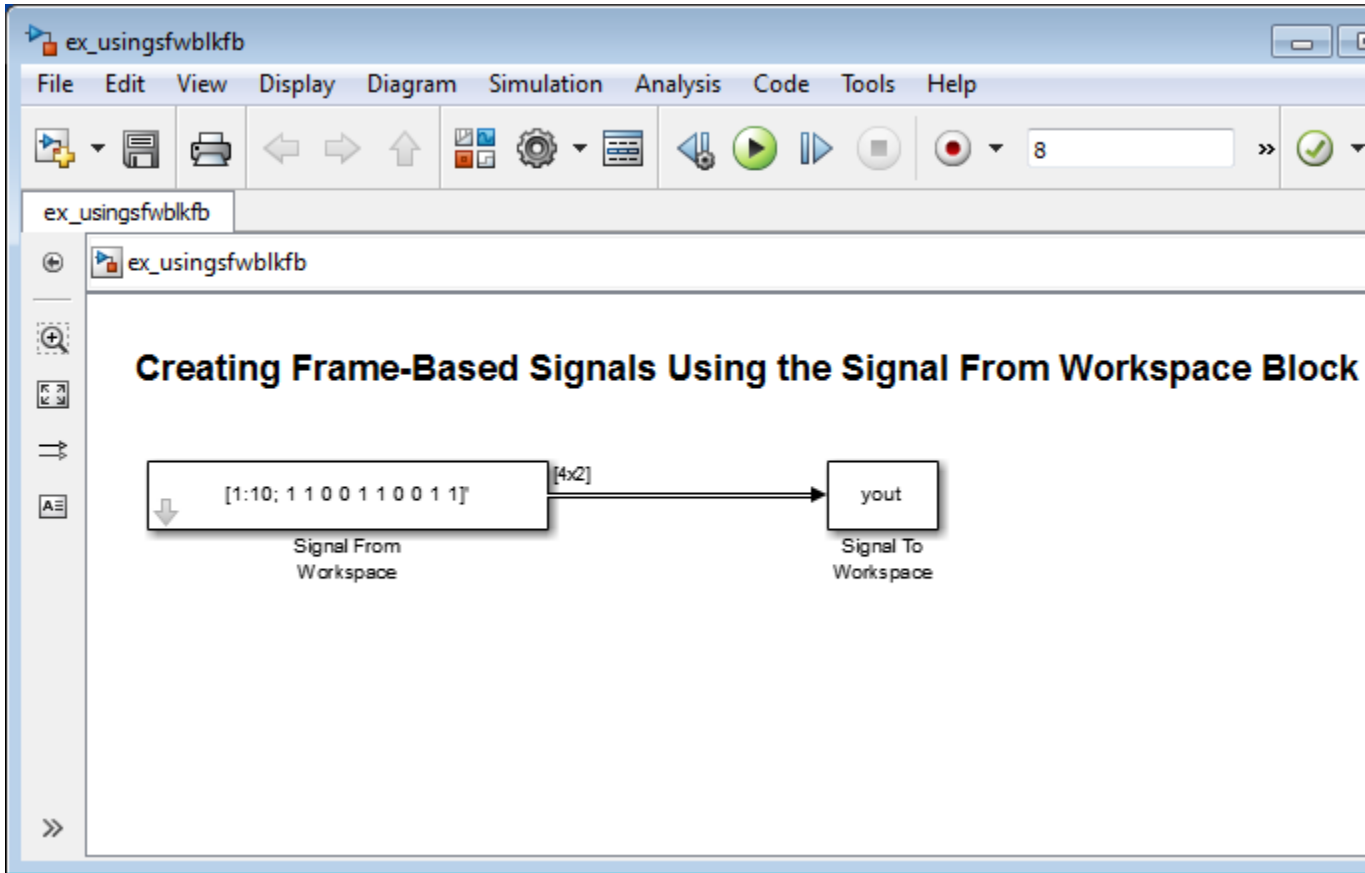 ex_usingsfwblkfb
File Edit View Display Diagram Simulation Analysis Code Tools Help
8
ex_usingsfwblkfb
ex_usingsfwblkfb
Creating Frame-Based Signals Using the Signal From Workspace Block
[4x2]
[1:10; 1 1 0 0 1 1 0 0 1 1]'
yout
Signal From
Workspace
Signal To
Workspace